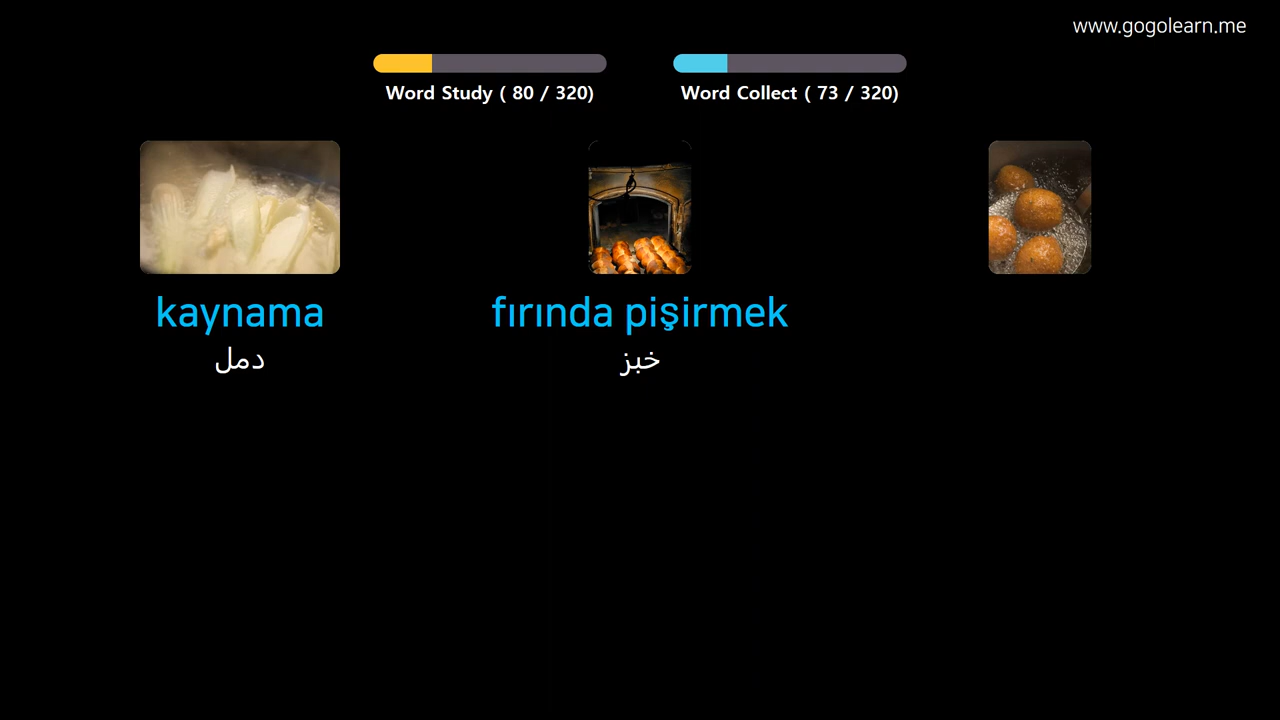 www.gogolearn.me
Word Study ( 80 / 320)
Word Collect ( 73 / 320)
kaynama
دمل
fırında pişirmek
خبز